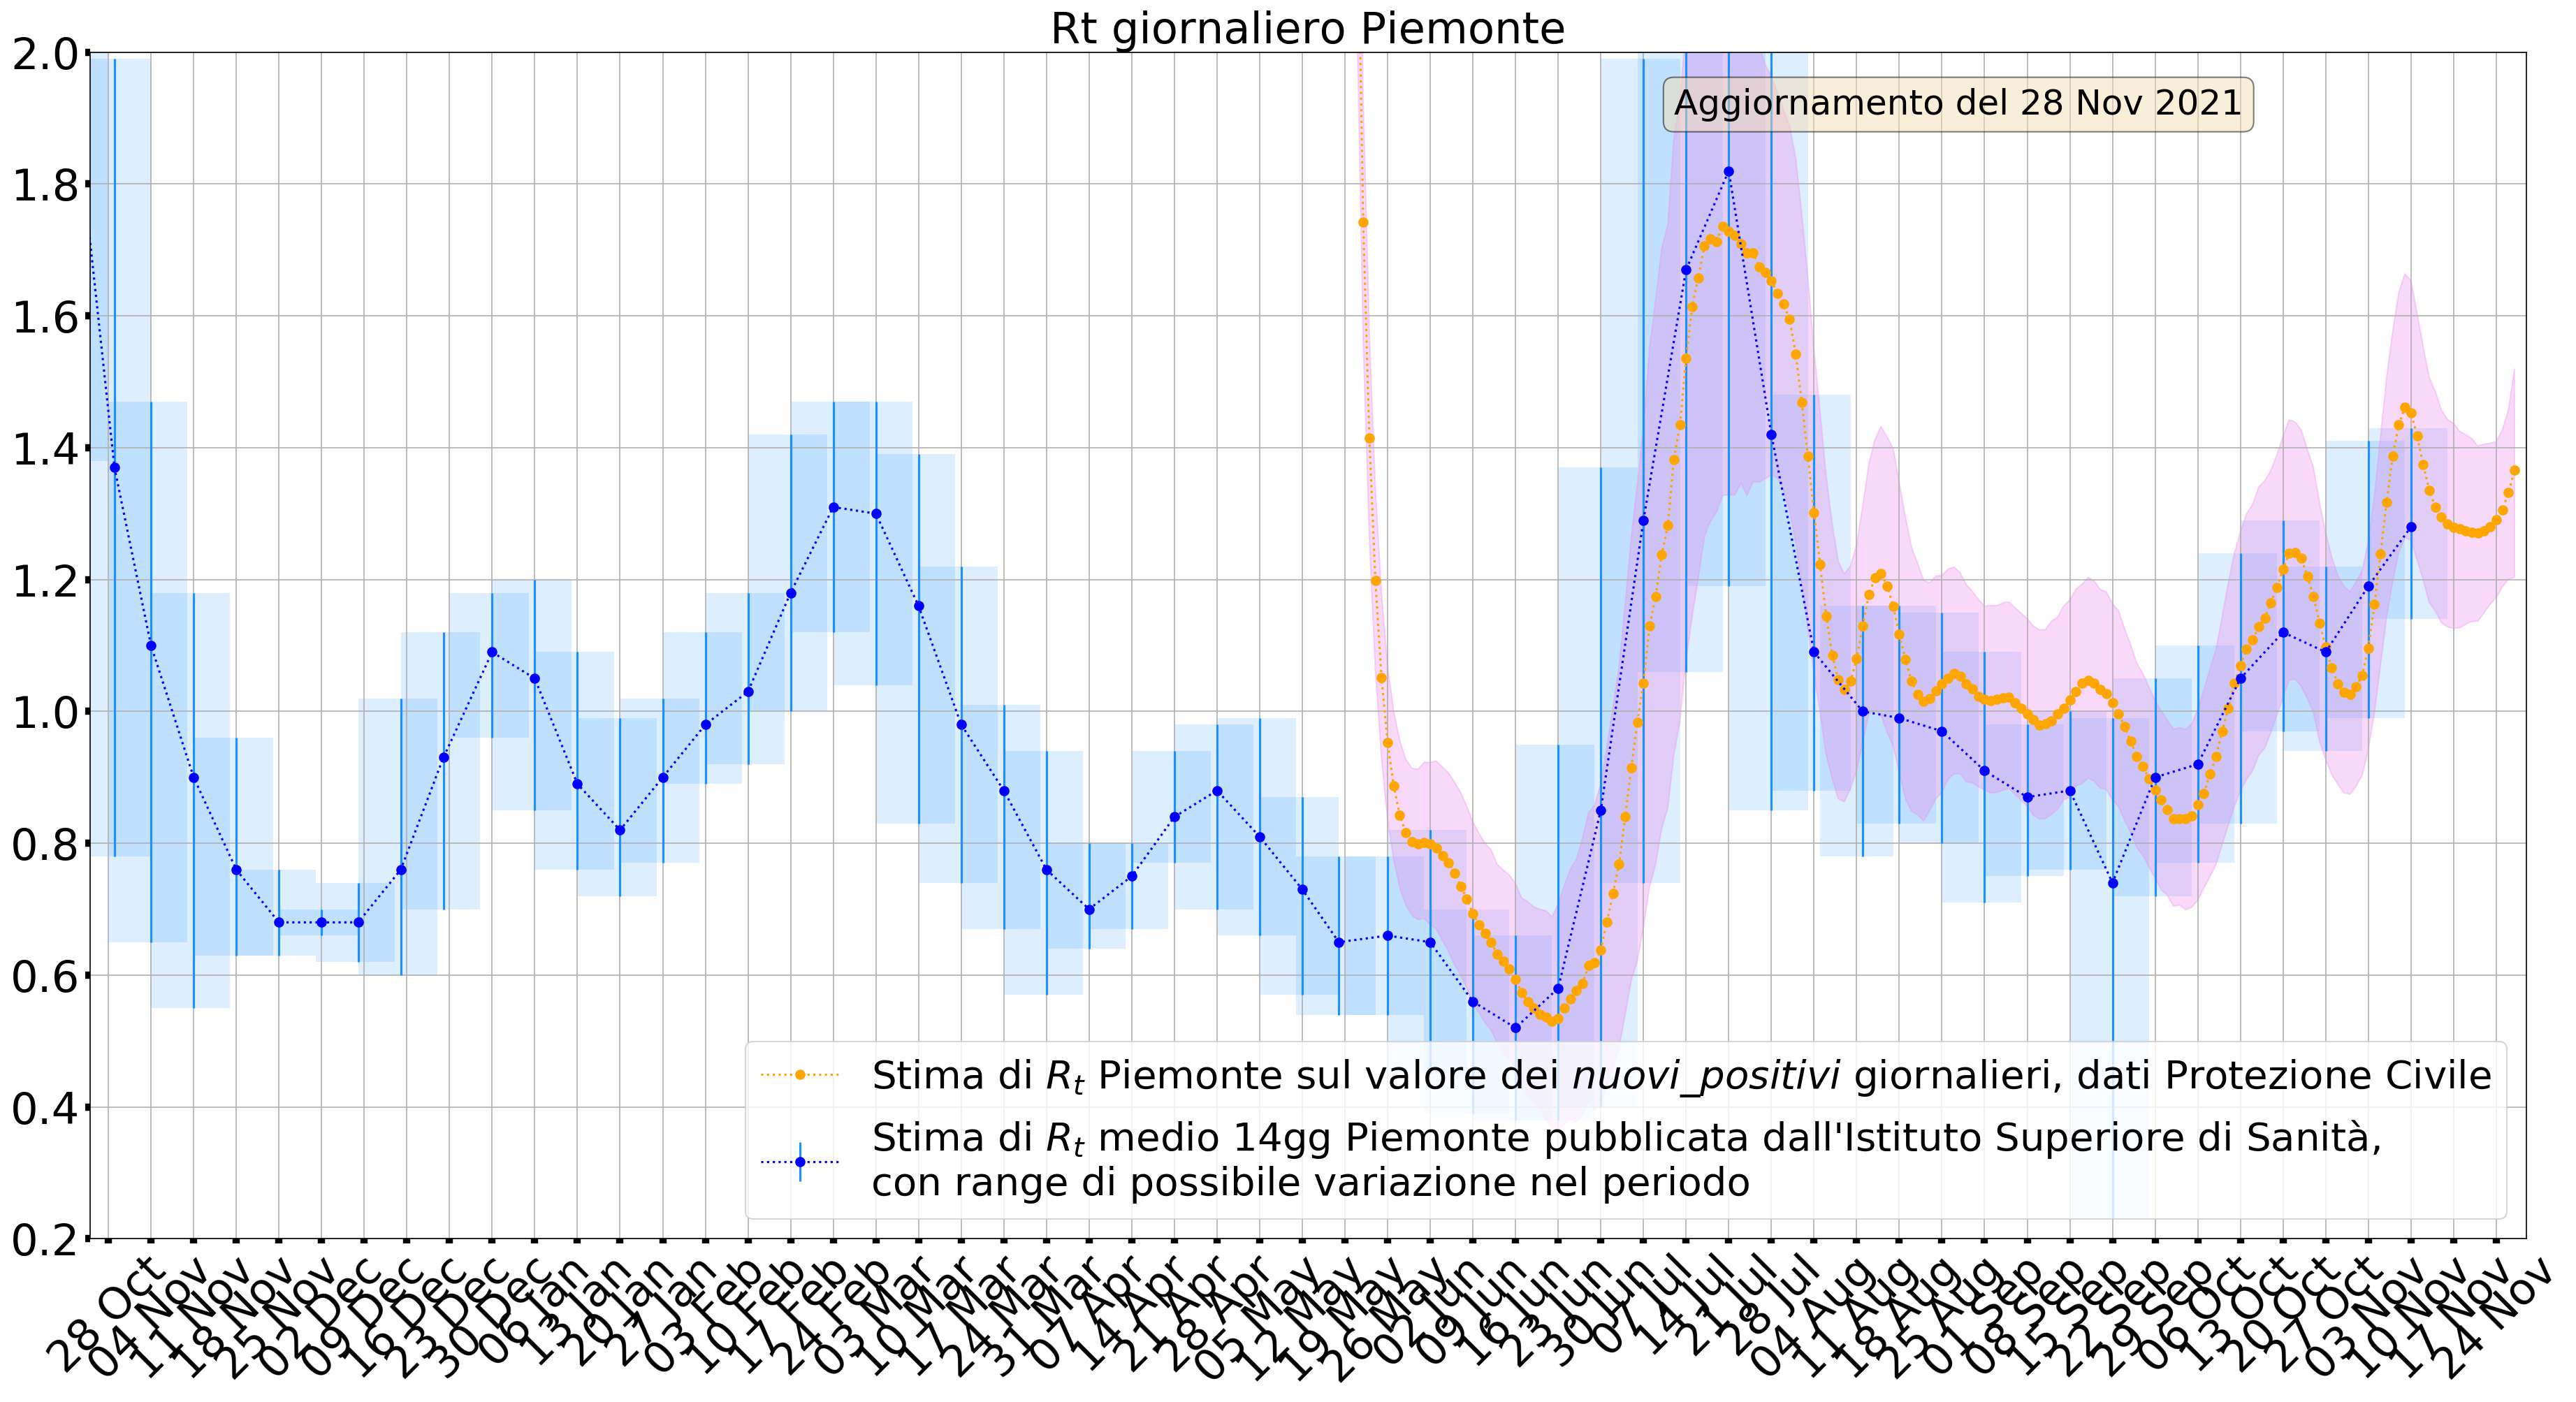 Rt giornaliero Piemonte
2.0
Aggiornamento del 28 Nov 2021
1.8
1.6
1.4
1.2
1.0
0.8
0.6
0.4
0.2
Stima di Rt Piemonte sul valore dei nuovi_positivi giornalieri, dati Protezione Civile
Stima di Rt medio 14gg Piemonte pubblicata dall'Istituto Superiore di Sanità,
con range di possibile variazione nel periodo
28 Oct
04 Nov
11 Nov
18 Nov
25 Nov
02 Dec
09 Dec
16 Dec
23 Dec
30 Dec
06 Jan
13 Jan
20 Jan
27 Jan
03 Feb
10 Feb
17 Feb
24 Feb
03 Mar
10 Mar
17 Mar
24 Mar
31 Mar
07 Apr
14 Apr
21 Apr
28 Apr
05 May
12 May
19 May
26 May
02 Jun
09 Jun
16 Jun
23 Jun
30 Jun
07 Jul
14 Jul
21 Jul
28 Jul
04 Aug
11 Aug
18 Aug
25 Aug
01 Sep
08 Sep
15 Sep
22 Sep
29 Sep
06 Oct
13 Oct
20 Oct
27 Oct
03 Nov
10 Nov
17 Nov
24 Nov